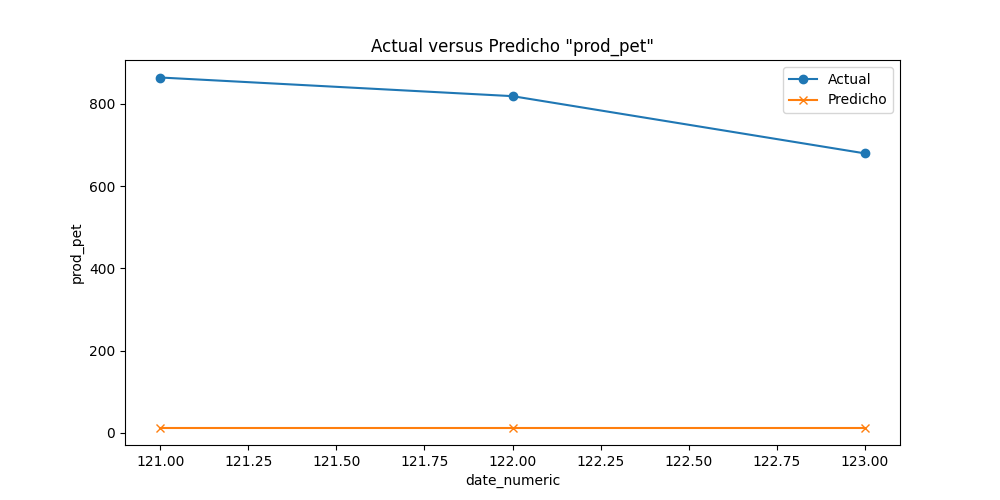 Actual versus Predicho "prod_pet"
Actual
Predicho
prod_pet
800
600
400
200
0
121.00 121.25 121.50 121.75 122.00 122.25 122.50 122.75 123.00
date_numeric